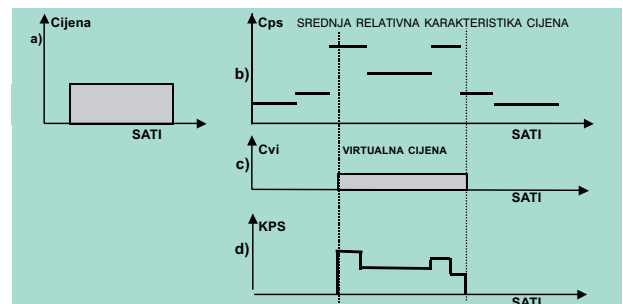 Cijena
a)
SATI
Cps SREDNJA RELATIVNA KARAKTERISTIKA CIJENA
b)
SATI
Cvi VIRTUALNA CIJENA
c)
SATI
KPS
d)
SATI